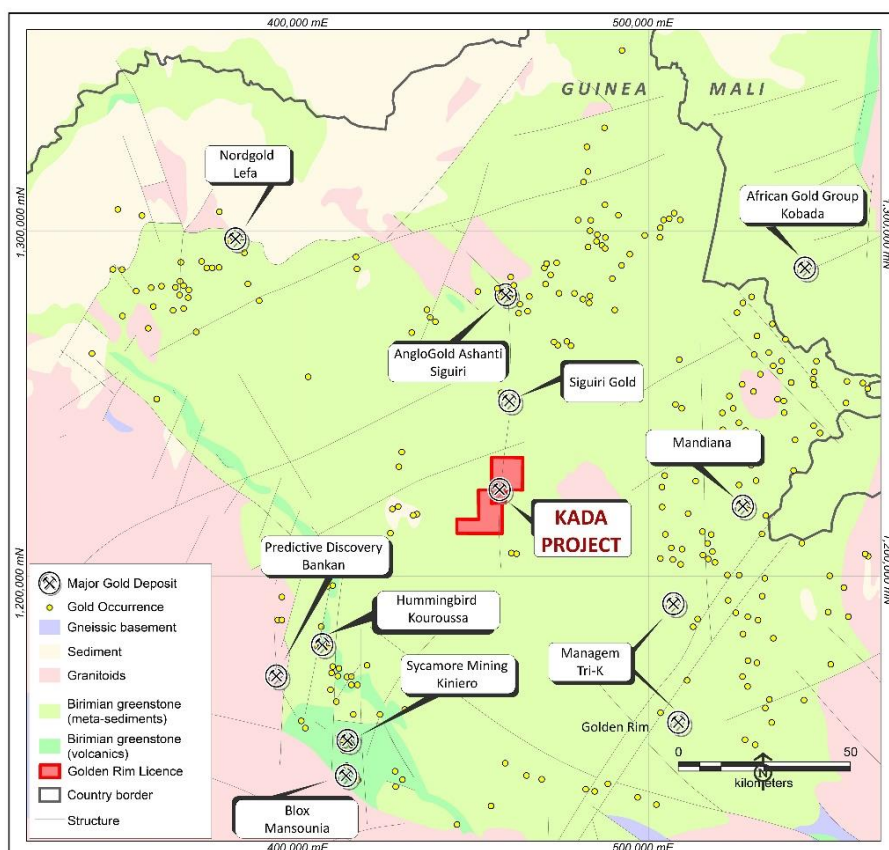 400,000 mE
500,000 mE
GUINEA
MALI
Nordgold
Lefa
African Gold Group
Kobada
1,300,000 mN
1,300,000 mN
AngloGold Ashanti
Siguiri
Siguiri Gold
Mandiana
KADA
PROJECT
Predictive Discovery
Bankan
1,200,000 mN
1,200,000 mN
Hummingbird
Kouroussa
Sycamore Mining
Kiniero
Managem
Tri-K
Golden Rim
Blox
Mansounia
Major Gold Deposit
Gold Occurrence
Gneissic basement
Sediment
Granitoids
Birimian greenstone
(meta-sediments)
Birimian greenstone
(volcanics)
Golden Rim Licence
Country border
Structure
0
50
N
kilometers
400,000 mE
500,000 mE